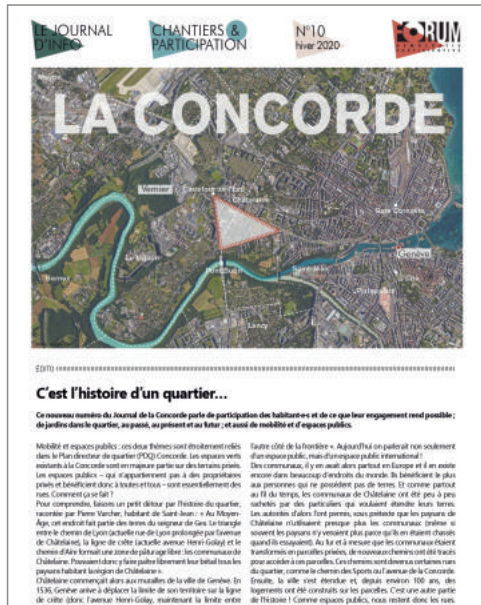 LE JOURNAL
D'INFO
CHANTIERS &
PARTICIPATION
N°10
hiver 2020
FORUM
DÉMOCRATIE
PARTICIPATIVE
LA CONCORDE
Vernier
Châtelaine
Gare Cornavin
Genève
Le Lignon
Bernex
Saint-Jean
Lancy
ÉDITO
C'est l'histoire d'un quartier...
Ce nouveau numéro du Journal de la Concorde parle de participation des habitant·e·s et de ce que leur engagement rend possible ;
de jardins dans le quartier, au passé, au présent et au futur ; et aussi de mobilité et d'espaces publics.
Mobilité et espaces publics : ces deux thèmes sont étroitement reliés
dans le Plan directeur de quartier (PDQ) Concorde. Les espaces verts
existants à la Concorde sont en majeure partie sur des terrains privés.
Les espaces publics – qui n'appartiennent pas à des propriétaires
privés et bénéficient donc à toutes et tous – sont essentiellement des
rues. Comment ça se fait ?
Pour comprendre, faisons un petit détour par l'histoire du quartier,
racontée par Pierre Varcher, habitant de Saint-Jean : « Au Moyen-
Âge, cet endroit fait partie des terres du seigneur de Gex. Le triangle
entre le chemin de Lyon (actuelle rue de Lyon prolongée par l'avenue
de Châtelaine), la ligne de crête (actuelle avenue Henri-Golay) et le
chemin d'Aïre formait une zone de pâturage libre : les communaux de
Châtelaine. Pouvaient donc y faire paître librement leur bétail tous les
paysans habitant la région de Châtelaine ».
Châtelaine commençait alors aux murailles de la ville de Genève. En
1536, Genève arrive à déplacer la limite de son territoire sur la ligne
de crête (donc l'avenue Henri-Golay, maintenant la limite entre
l'autre côté de la frontière ». Aujourd'hui on parlerait non seulement
d'un espace public, mais d'un espace public international !
Des communaux, il y en avait alors partout en Europe et il en existe
encore dans beaucoup d'endroits du monde. Ils bénéficient le plus
aux personnes qui ne possèdent pas de terres. Et comme partout
au fil du temps, les communaux de Châtelaine ont été peu à peu
rachetés par des particuliers qui voulaient étendre leurs terres.
Les autorités d'alors l'ont permis, sous prétexte que les paysans de
Châtelaine n'utilisaient presque plus les communaux (même si
souvent les paysans n'y venaient plus parce qu'ils en étaient chassés
quand ils essayaient). Au fur et à mesure que les communaux étaient
transformés en parcelles privées, de nouveaux chemins ont été tracés
pour accéder à ces parcelles. Ces chemins sont devenus certaines rues
du quartier, comme le chemin des Sports ou l'avenue de la Concorde.
Ensuite, la ville s'est étendue et, depuis environ 100 ans, des
logements ont été construits sur les parcelles. C'est une autre partie
de l'histoire ! Comme espaces publics, nous restent donc les rues.